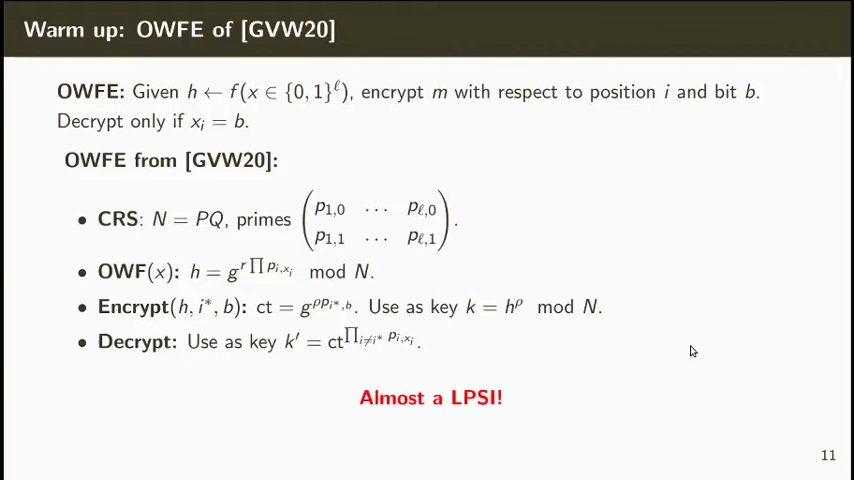 Warm up: OWFE of [GVW20]
OWFE: Given h ← f(x ∈ {0, 1}^ℓ), encrypt m with respect to position i and bit b.
Decrypt only if x_i = b.
OWFE from [GVW20]:
• CRS: N = PQ, primes ( p_{1,0} ··· p_{ℓ,0}
p_{1,1} ··· p_{ℓ,1} ).
• OWF(x): h = g^{r ∏ p_{i,x_i}} mod N.
• Encrypt(h, i*, b): ct = g^{ρp_{i*,b}}. Use as key k = h^ρ mod N.
• Decrypt: Use as key k′ = ct^{∏_{i≠i*} p_{i,x_i}}.
Almost a LPSI!
11